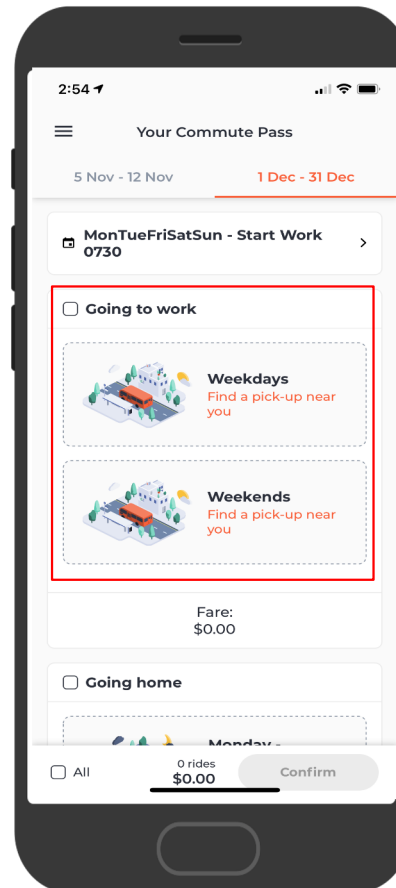 2:54
Your Commute Pass
5 Nov - 12 Nov
1 Dec - 31 Dec
MonTueFriSatSun - Start Work
0730
Going to work
Weekdays
Find a pick-up near
you
Weekends
Find a pick-up near
you
Fare:
$0.00
Going home
Monday -
All
0 rides
$0.00
Confirm